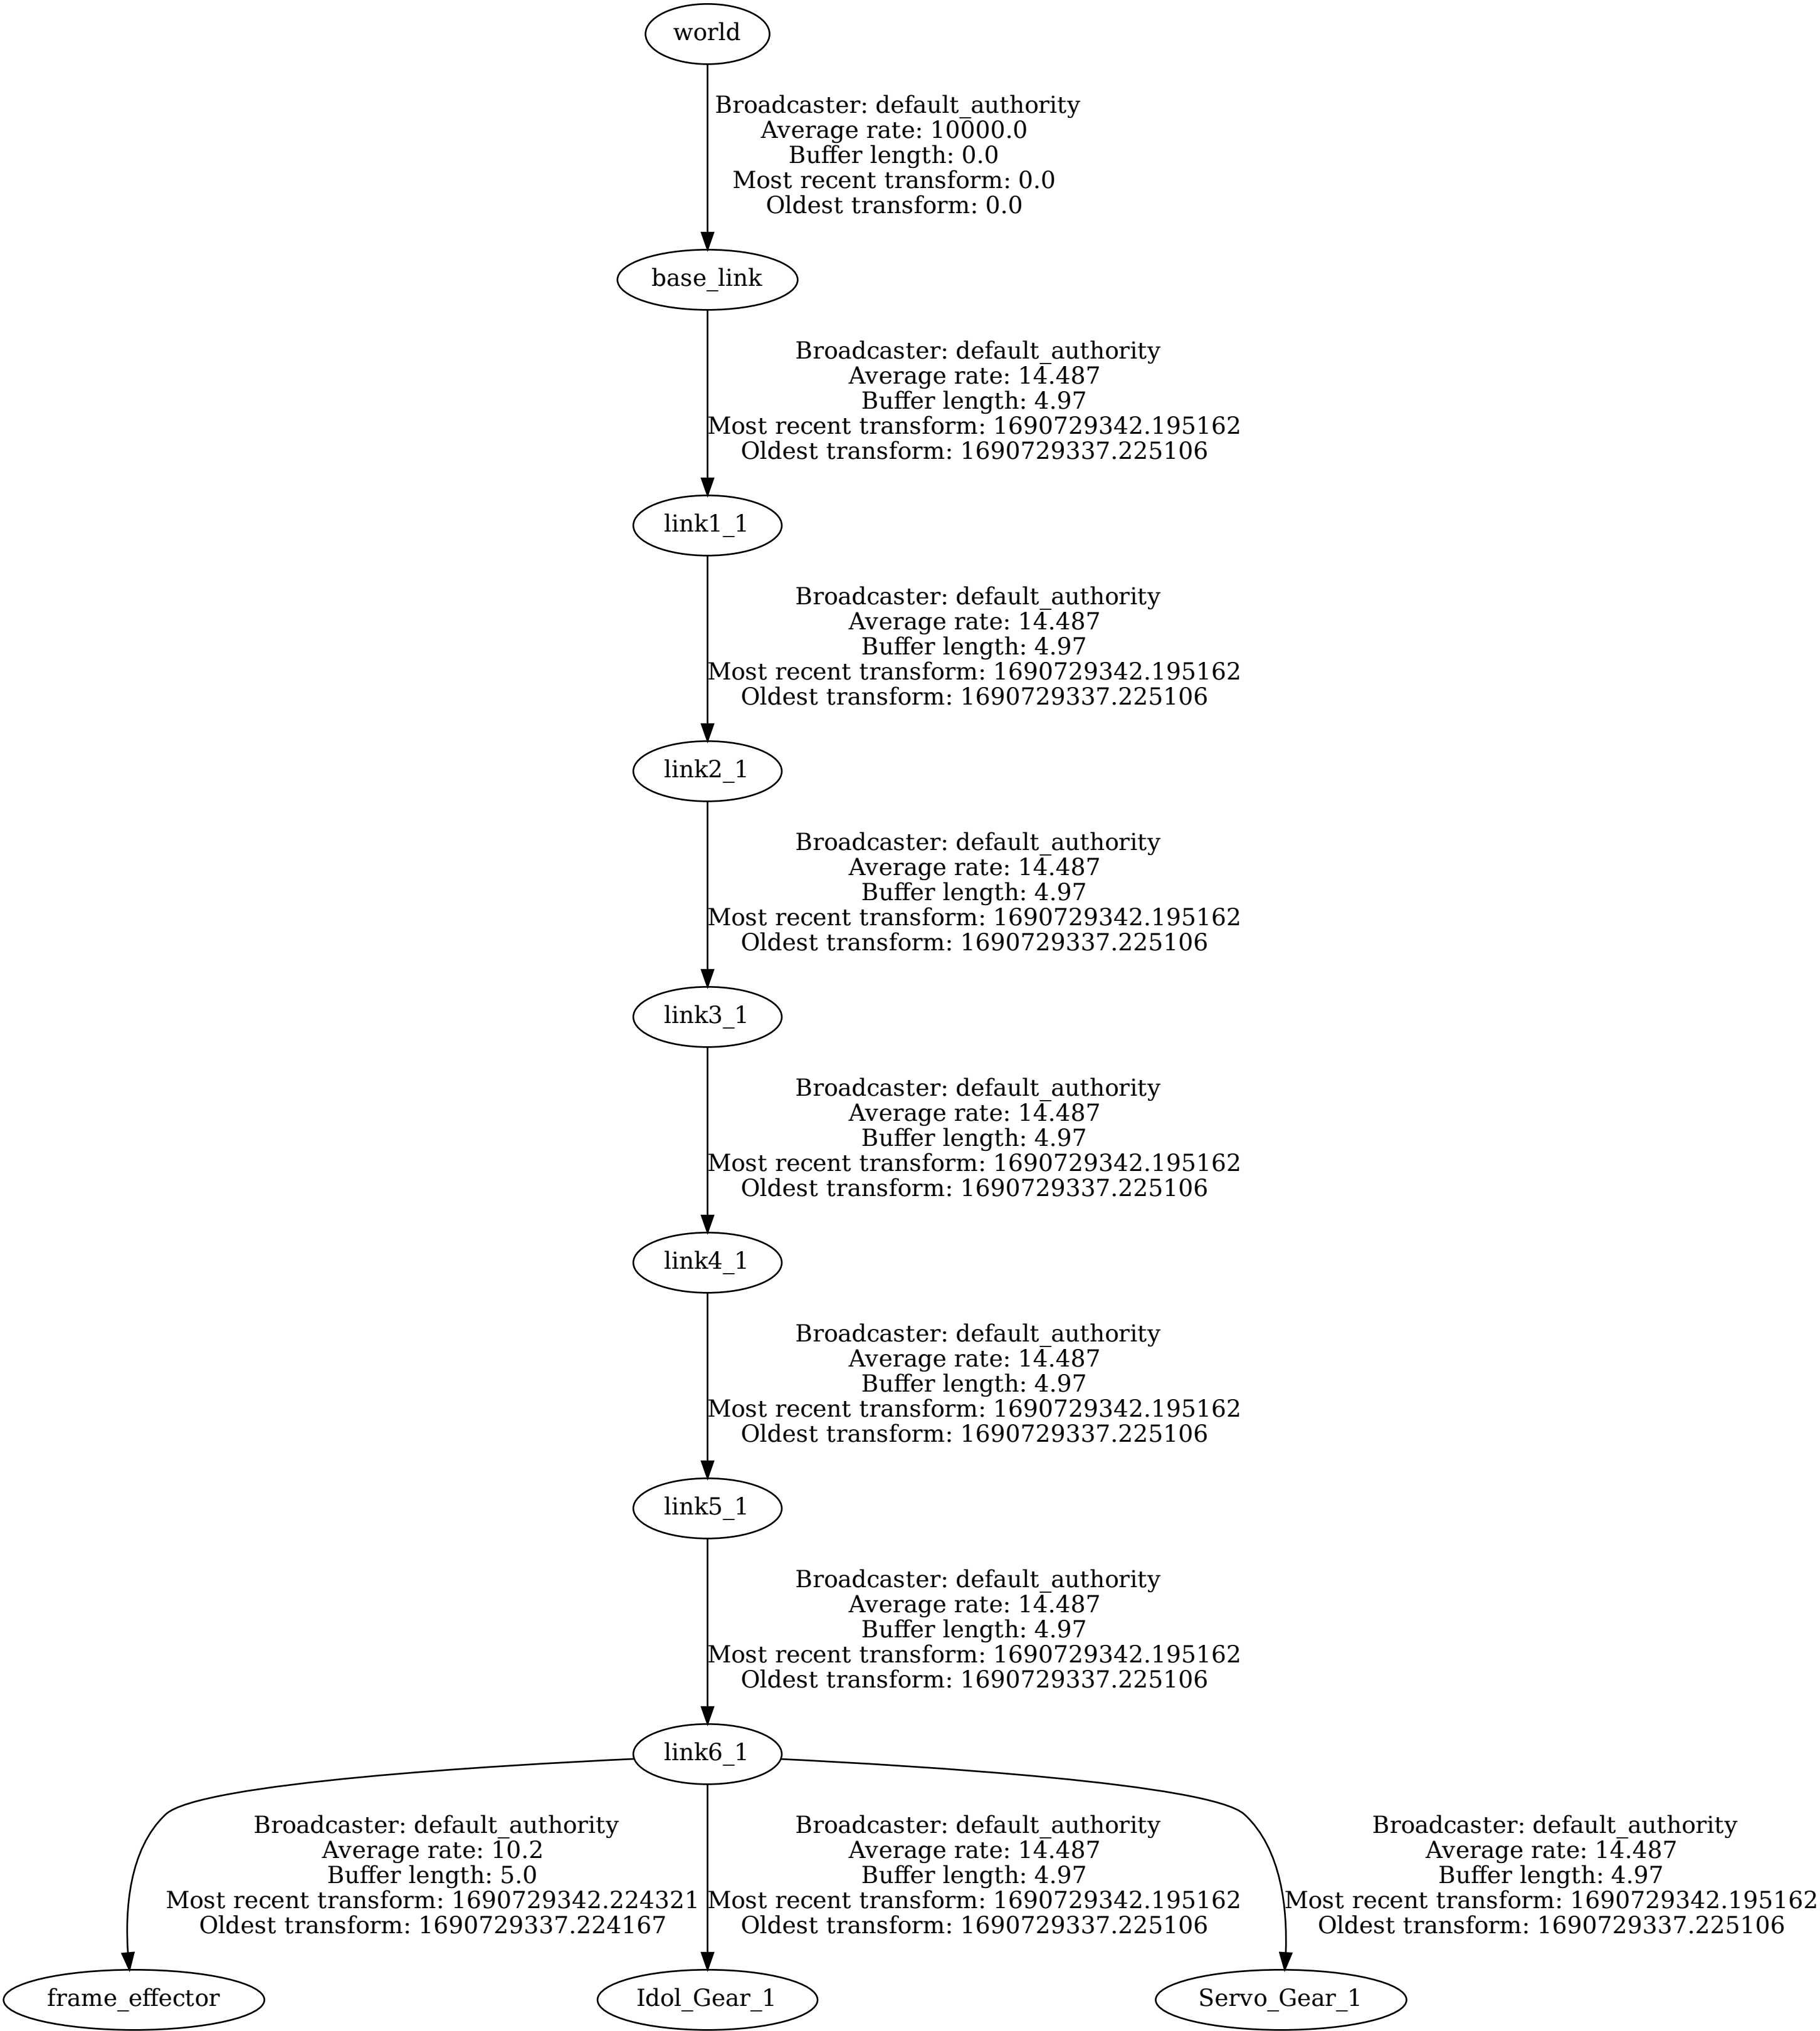 world
Broadcaster: default_authority
Average rate: 10000.0
Buffer length: 0.0
Most recent transform: 0.0
Oldest transform: 0.0
base_link
Broadcaster: default_authority
Average rate: 14.487
Buffer length: 4.97
Most recent transform: 1690729342.195162
Oldest transform: 1690729337.225106
link1_1
Broadcaster: default_authority
Average rate: 14.487
Buffer length: 4.97
Most recent transform: 1690729342.195162
Oldest transform: 1690729337.225106
link2_1
Broadcaster: default_authority
Average rate: 14.487
Buffer length: 4.97
Most recent transform: 1690729342.195162
Oldest transform: 1690729337.225106
link3_1
Broadcaster: default_authority
Average rate: 14.487
Buffer length: 4.97
Most recent transform: 1690729342.195162
Oldest transform: 1690729337.225106
link4_1
Broadcaster: default_authority
Average rate: 14.487
Buffer length: 4.97
Most recent transform: 1690729342.195162
Oldest transform: 1690729337.225106
link5_1
Broadcaster: default_authority
Average rate: 14.487
Buffer length: 4.97
Most recent transform: 1690729342.195162
Oldest transform: 1690729337.225106
link6_1
Broadcaster: default_authority
Average rate: 10.2
Buffer length: 5.0
Most recent transform: 1690729342.224321
Oldest transform: 1690729337.224167
Broadcaster: default_authority
Average rate: 14.487
Buffer length: 4.97
Most recent transform: 1690729342.195162
Oldest transform: 1690729337.225106
Broadcaster: default_authority
Average rate: 14.487
Buffer length: 4.97
Most recent transform: 1690729342.195162
Oldest transform: 1690729337.225106
frame_effector
Idol_Gear_1
Servo_Gear_1